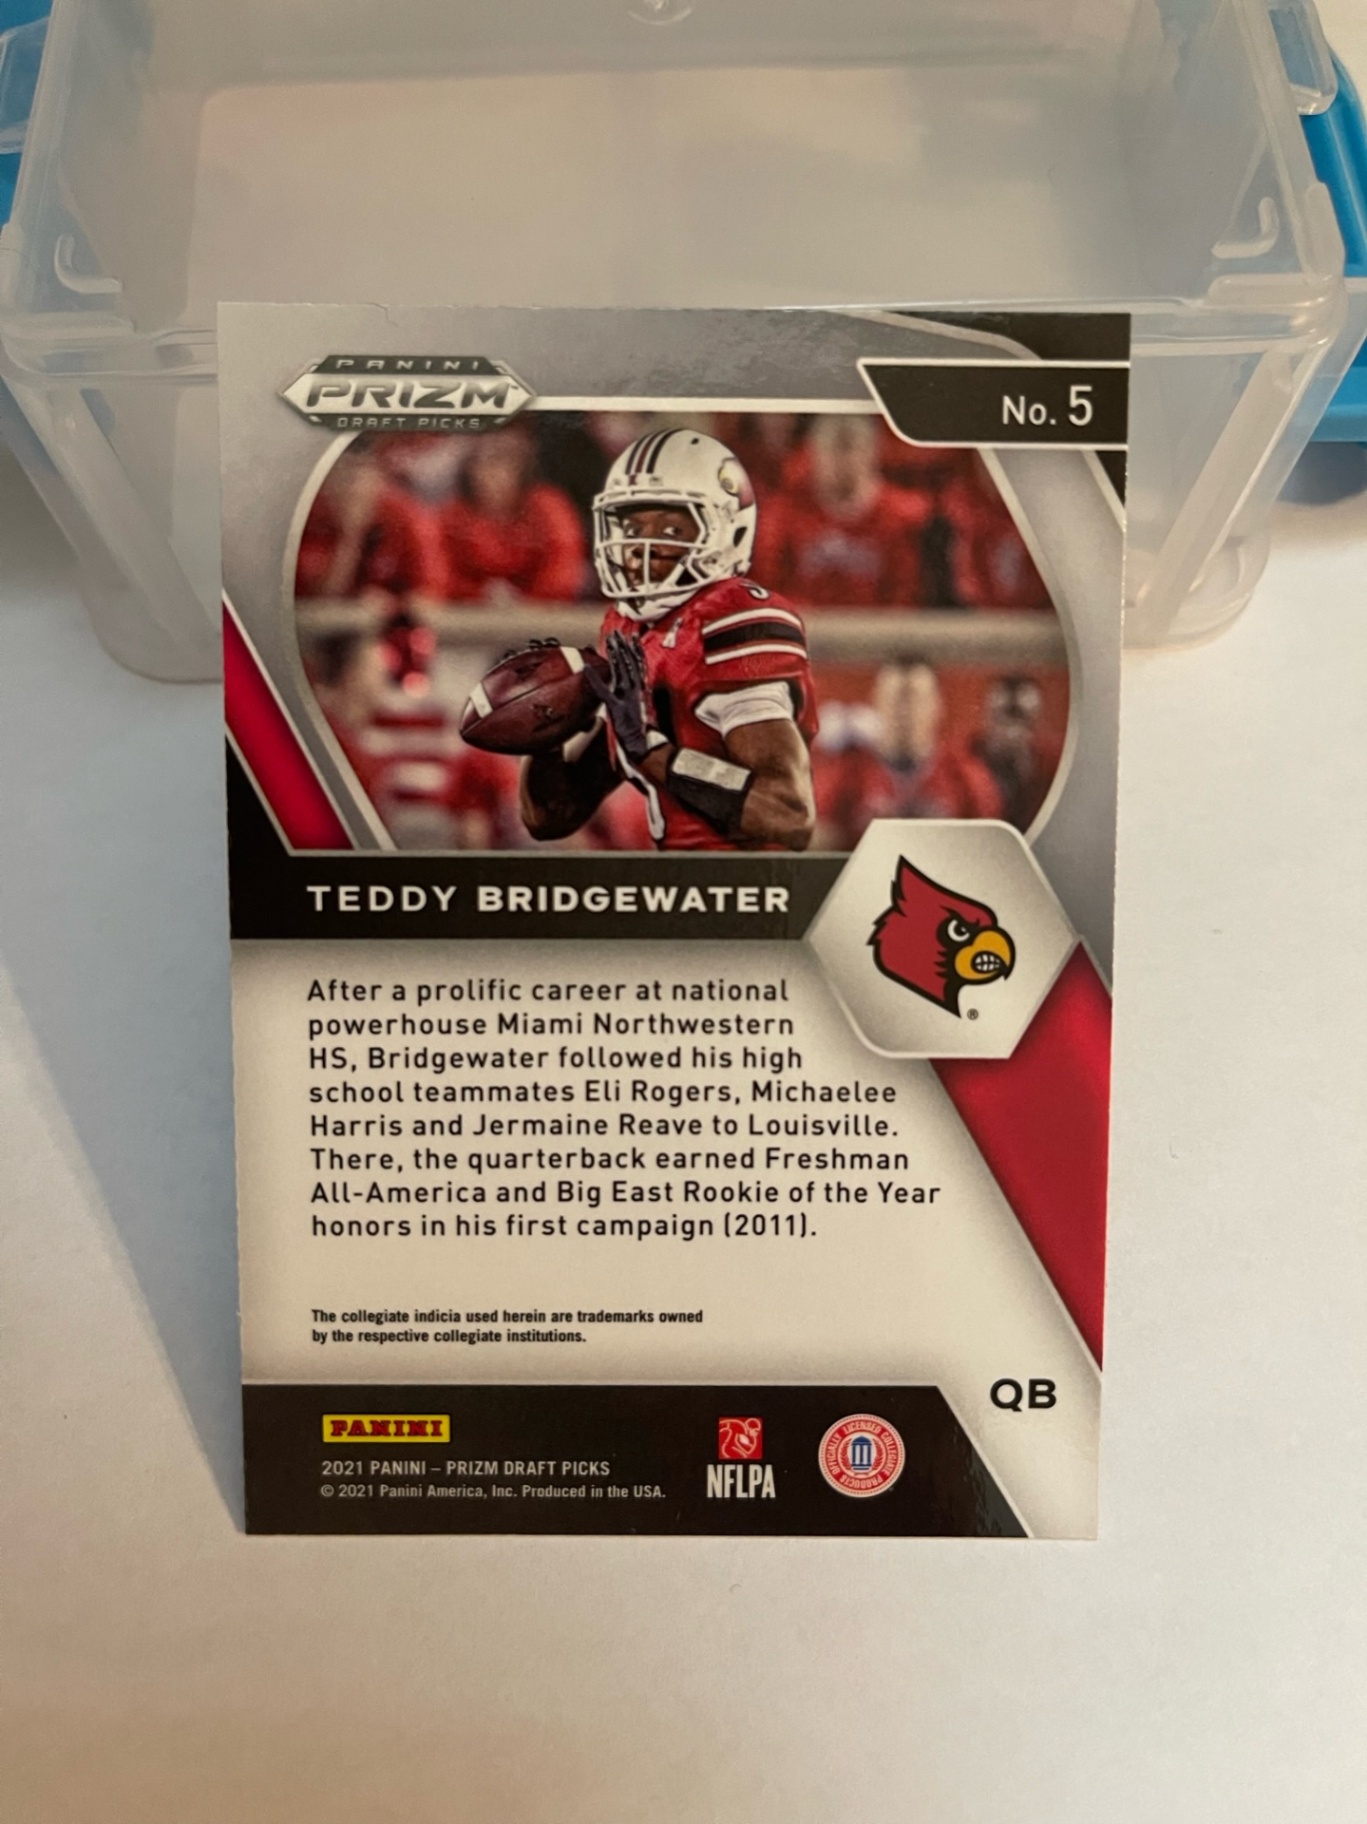 PANINI
PRIZM
DRAFT PICKS
No. 5
TEDDY BRIDGEWATER
After a prolific career at national
powerhouse Miami Northwestern
HS, Bridgewater followed his high
school teammates Eli Rogers, Michaelee
Harris and Jermaine Reave to Louisville.
There, the quarterback earned Freshman
All-America and Big East Rookie of the Year
honors in his first campaign (2011).
The collegiate indicia used herein are trademarks owned
by the respective collegiate institutions.
QB
PANINI
2021 PANINI – PRIZM DRAFT PICKS
© 2021 Panini America, Inc. Produced in the USA.
NFLPA
OFFICIALLY LICENSED COLLEGIATE PRODUCTS